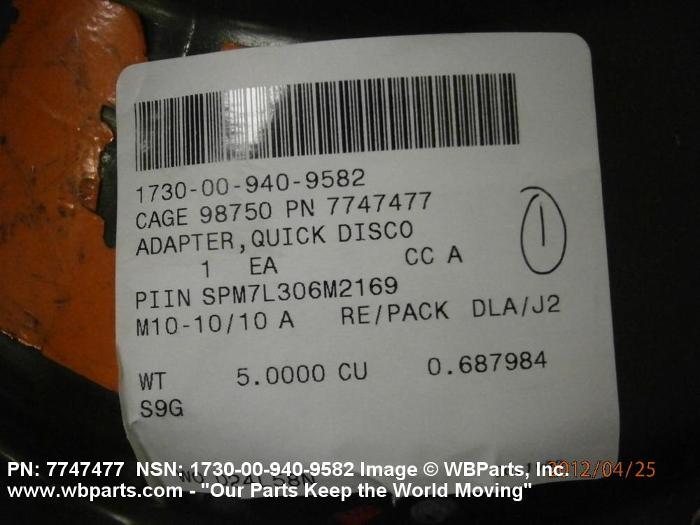 1730-00-940-9582
CAGE 98750 PN 7747477
ADAPTER,QUICK DISCO
1 EA CC A
1
PIIN SPM7L306M2169
M10-10/10 A RE/PACK DLA/J2
WT 5.0000 CU 0.687984
S9G
PN: 7747477 NSN: 1730-00-940-9582 Image © WBParts, Inc.
2012/04/25
www.wbparts.com - "Our Parts Keep the World Moving"